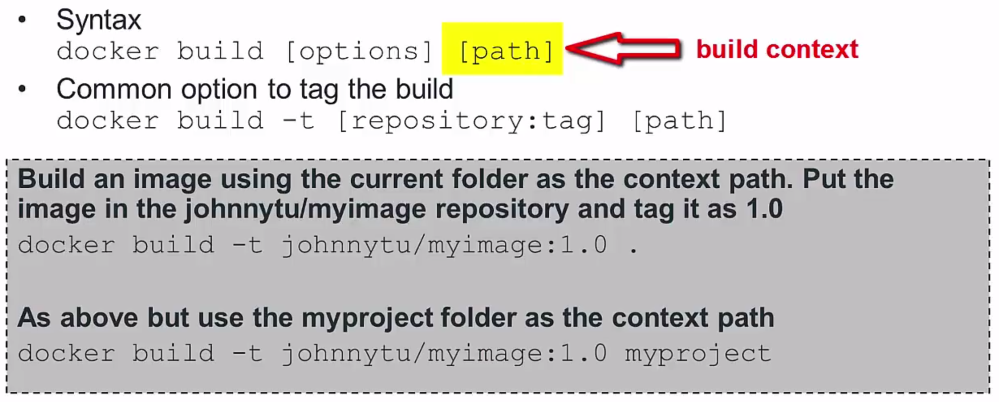 • Syntax
docker build [options] [path] build context
• Common option to tag the build
docker build -t [repository:tag] [path]
Build an image using the current folder as the context path. Put the
image in the johnnytu/myimage repository and tag it as 1.0
docker build -t johnnytu/myimage:1.0 .
As above but use the myproject folder as the context path
docker build -t johnnytu/myimage:1.0 myproject